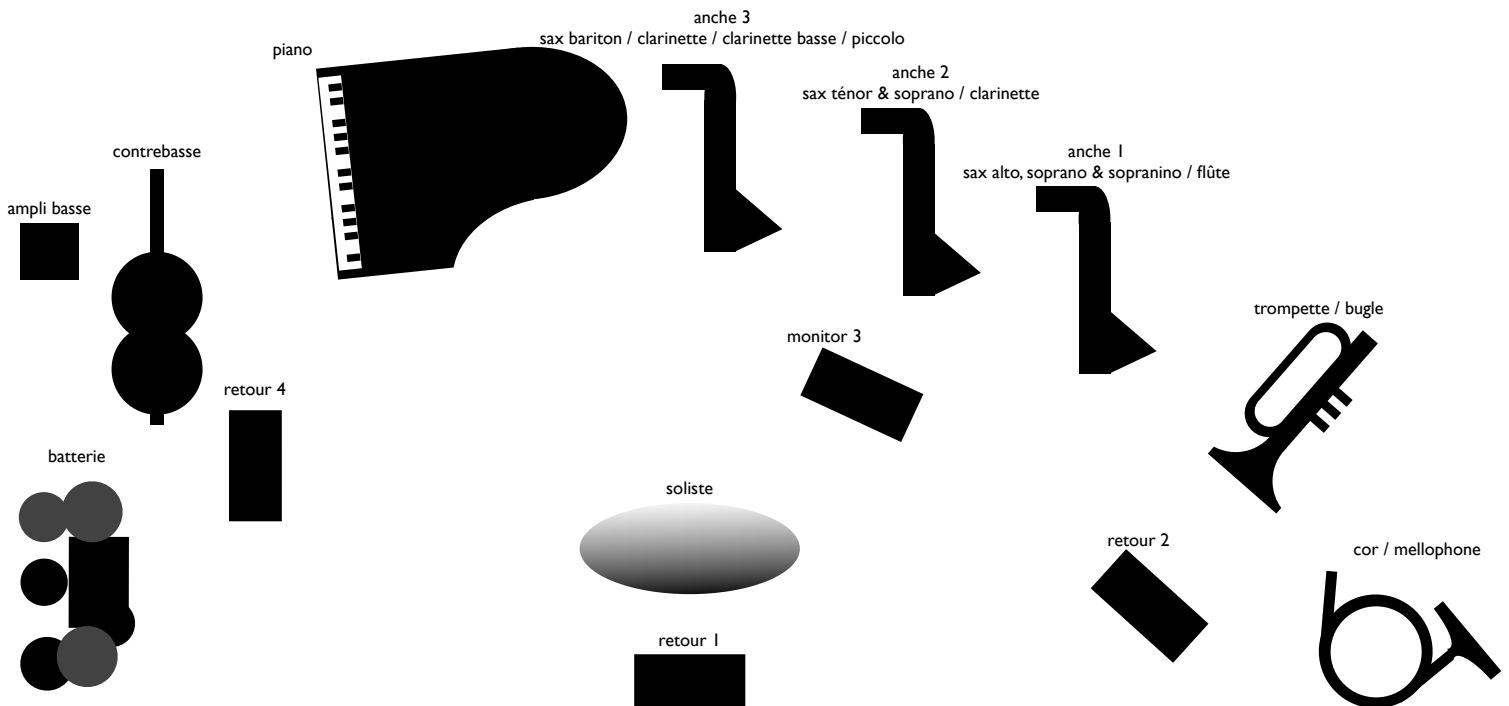 anche 3
sax bariton / clarinette / clarinette basse / piccolo
piano
anche 2
sax ténor & soprano / clarinette
contrebasse
anche 1
sax alto, soprano & sopranino / flûte
ampli basse
trompette / bugle
monitor 3
retour 4
batterie
soliste
retour 2
cor / mellophone
retour 1